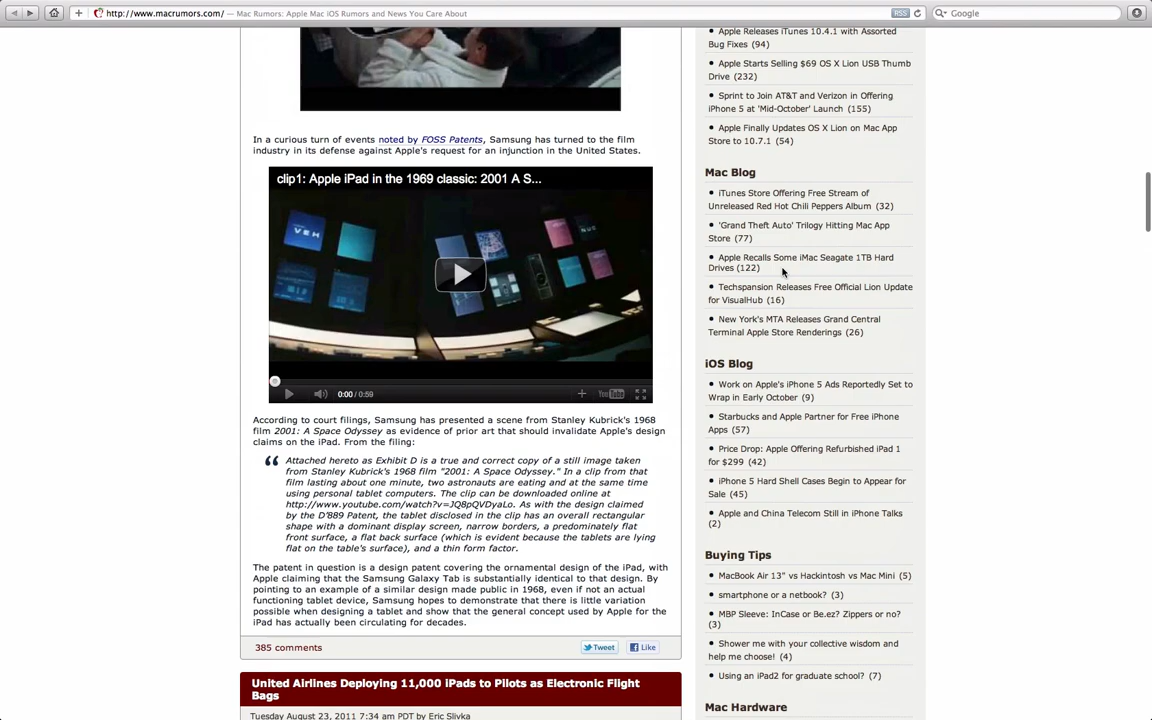 http://www.macrumors.com/ — Mac Rumors: Apple Mac iOS Rumors and News You Care About
RSS
Google
In a curious turn of events noted by FOSS Patents, Samsung has turned to the film
industry in its defense against Apple's request for an injunction in the United States.
clip1: Apple iPad in the 1969 classic: 2001 A S...
VEH
NUC
0:00 / 0:59
YouTube
According to court filings, Samsung has presented a scene from Stanley Kubrick's 1968
film 2001: A Space Odyssey as evidence of prior art that should invalidate Apple's design
claims on the iPad. From the filing:
Attached hereto as Exhibit D is a true and correct copy of a still image taken
from Stanley Kubrick's 1968 film "2001: A Space Odyssey." In a clip from that
film lasting about one minute, two astronauts are eating and at the same time
using personal tablet computers. The clip can be downloaded online at
http://www.youtube.com/watch?v=JQ8pQVDyaLo. As with the design claimed
by the D'889 Patent, the tablet disclosed in the clip has an overall rectangular
shape with a dominant display screen, narrow borders, a predominately flat
front surface, a flat back surface (which is evident because the tablets are lying
flat on the table's surface), and a thin form factor.
The patent in question is a design patent covering the ornamental design of the iPad, with
Apple claiming that the Samsung Galaxy Tab is substantially identical to that design. By
pointing to an example of a similar design made public in 1968, even if not an actual
functioning tablet device, Samsung hopes to demonstrate that there is little variation
possible when designing a tablet and show that the general concept used by Apple for the
iPad has actually been circulating for decades.
385 comments
Tweet
Like
United Airlines Deploying 11,000 iPads to Pilots as Electronic Flight
Bags
Tuesday August 23, 2011 7:34 am PDT by Eric Slivka
Apple Releases iTunes 10.4.1 with Assorted
Bug Fixes (94)
Apple Starts Selling $69 OS X Lion USB Thumb
Drive (232)
Sprint to Join AT&T and Verizon in Offering
iPhone 5 at 'Mid-October' Launch (155)
Apple Finally Updates OS X Lion on Mac App
Store to 10.7.1 (54)
Mac Blog
iTunes Store Offering Free Stream of
Unreleased Red Hot Chili Peppers Album (32)
'Grand Theft Auto' Trilogy Hitting Mac App
Store (77)
Apple Recalls Some iMac Seagate 1TB Hard
Drives (122)
Techspansion Releases Free Official Lion Update
for VisualHub (16)
New York's MTA Releases Grand Central
Terminal Apple Store Renderings (26)
iOS Blog
Work on Apple's iPhone 5 Ads Reportedly Set to
Wrap in Early October (9)
Starbucks and Apple Partner for Free iPhone
Apps (57)
Price Drop: Apple Offering Refurbished iPad 1
for $299 (42)
iPhone 5 Hard Shell Cases Begin to Appear for
Sale (45)
Apple and China Telecom Still in iPhone Talks
(2)
Buying Tips
MacBook Air 13" vs Hackintosh vs Mac Mini (5)
smartphone or a netbook? (3)
MBP Sleeve: InCase or Be.ez? Zippers or no?
(3)
Shower me with your collective wisdom and
help me choose! (4)
Using an iPad2 for graduate school? (7)
Mac Hardware